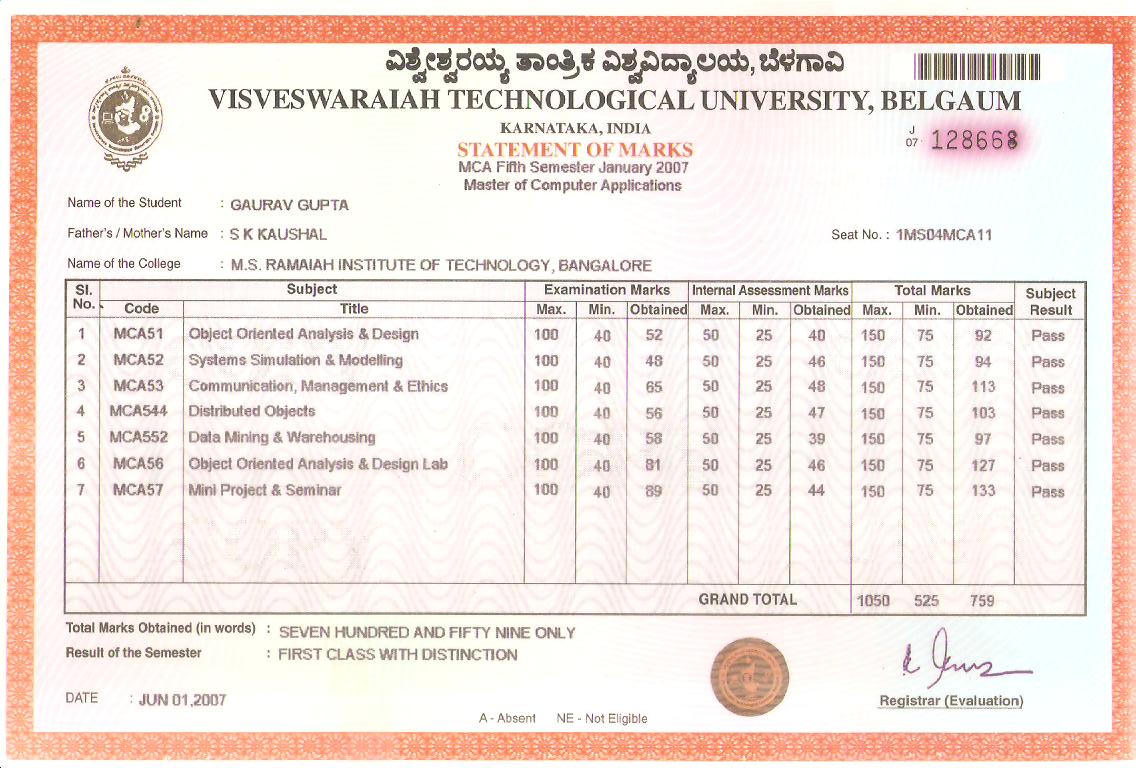 ವಿಶ್ವೇಶ್ವರಯ್ಯ ತಾಂತ್ರಿಕ ವಿಶ್ವವಿದ್ಯಾಲಯ, ಬೆಳಗಾವಿ
VISVESWARAIAH TECHNOLOGICAL UNIVERSITY, BELGAUM
KARNATAKA, INDIA
J 07 128668
STATEMENT OF MARKS
MCA Fifth Semester January 2007
Master of Computer Applications
Name of the Student : GAURAV GUPTA
Father's / Mother's Name : S K KAUSHAL Seat No. : 1MS04MCA11
Name of the College : M.S. RAMAIAH INSTITUTE OF TECHNOLOGY, BANGALORE
Sl. No. Subject Examination Marks Internal Assessment Marks Total Marks Subject Result
Code Title Max. Min. Obtained Max. Min. Obtained Max. Min. Obtained
1 MCA51 Object Oriented Analysis & Design 100 40 52 50 25 40 150 75 92 Pass
2 MCA52 Systems Simulation & Modelling 100 40 48 50 25 46 150 75 94 Pass
3 MCA53 Communication, Management & Ethics 100 40 65 50 25 48 150 75 113 Pass
4 MCA544 Distributed Objects 100 40 56 50 25 47 150 75 103 Pass
5 MCA552 Data Mining & Warehousing 100 40 58 50 25 39 150 75 97 Pass
6 MCA56 Object Oriented Analysis & Design Lab 100 40 81 50 25 46 150 75 127 Pass
7 MCA57 Mini Project & Seminar 100 40 89 50 25 44 150 75 133 Pass
GRAND TOTAL 1050 525 759
Total Marks Obtained (in words) : SEVEN HUNDRED AND FIFTY NINE ONLY
Result of the Semester : FIRST CLASS WITH DISTINCTION
DATE : JUN 01,2007
Registrar (Evaluation)
A - Absent NE - Not Eligible